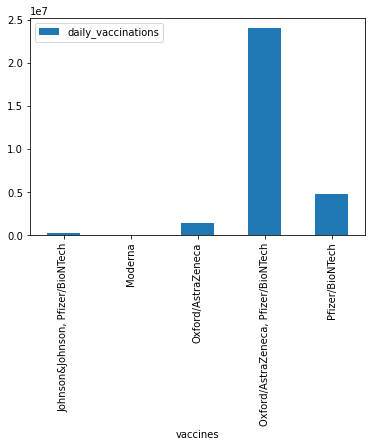 1e7
daily_vaccinations
2.5
2.0
1.5
1.0
0.5
0.0
Johnson&Johnson, Pfizer/BioNTech
Moderna
Oxford/AstraZeneca
Oxford/AstraZeneca, Pfizer/BioNTech
Pfizer/BioNTech
vaccines